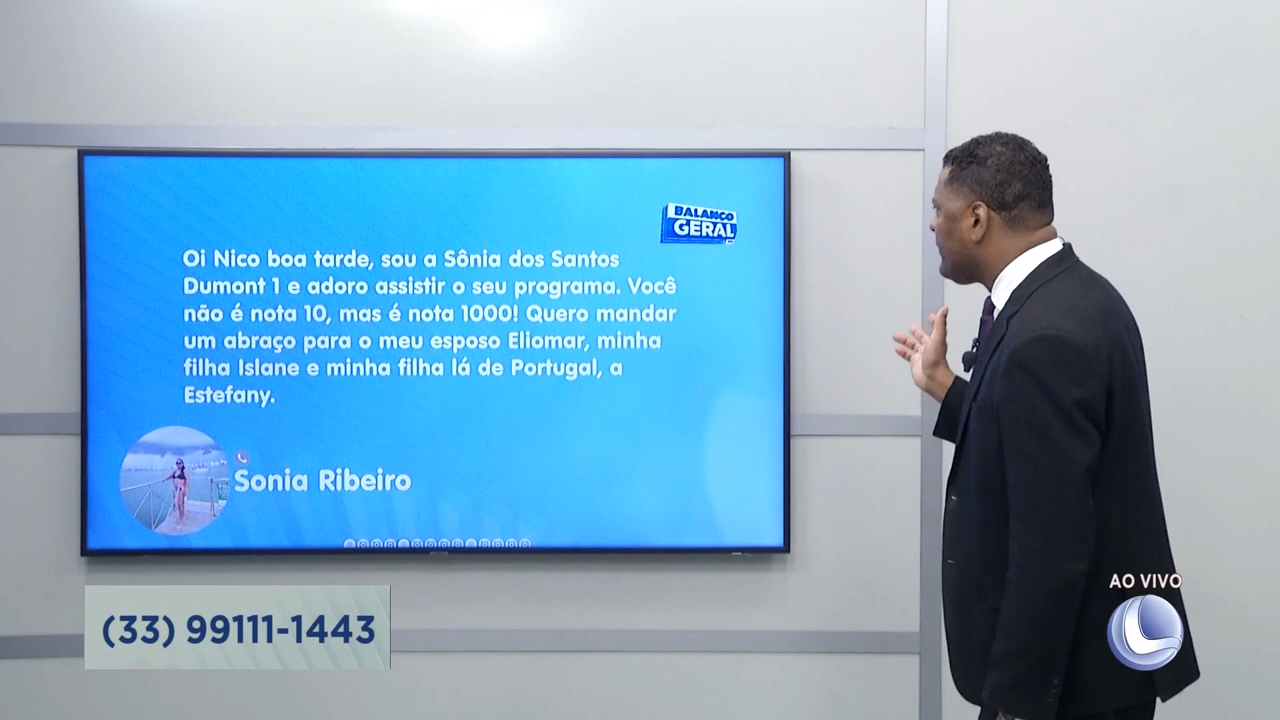 BALANÇO
GERAL
Oi Nico boa tarde, sou a Sônia dos Santos
Dumont 1 e adoro assistir o seu programa. Você
não é nota 10, mas é nota 1000! Quero mandar
um abraço para o meu esposo Eliomar, minha
filha Islane e minha filha lá de Portugal, a
Estefany.
Sonia Ribeiro
(33) 99111-1443
AO VIVO